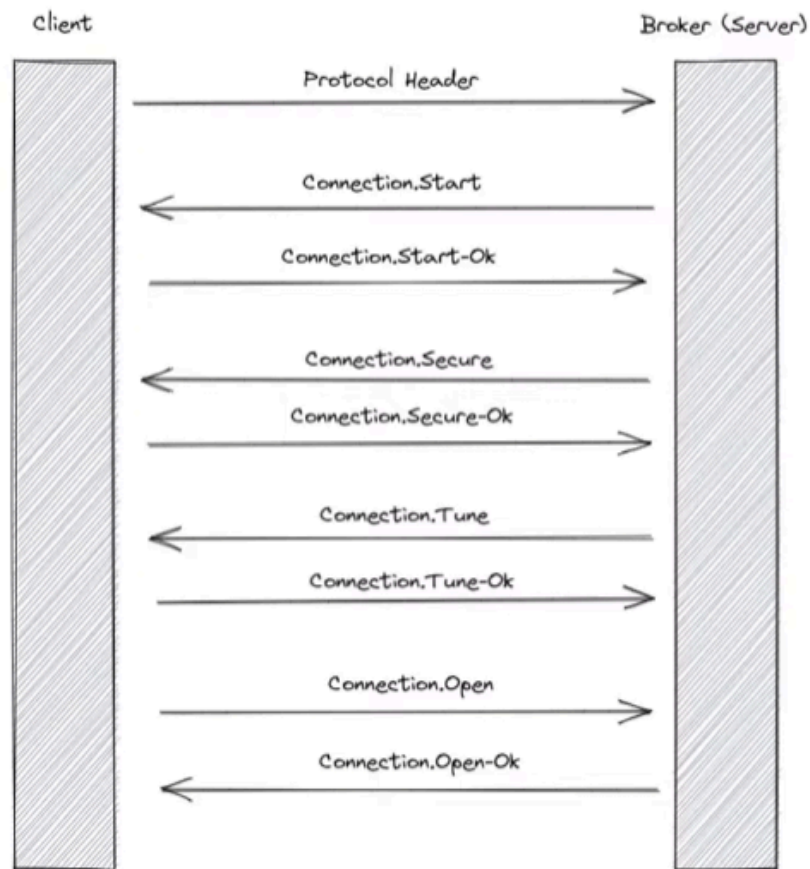 Client
Broker (Server)
Protocol Header
Connection.Start
Connection.Start-Ok
Connection.Secure
Connection.Secure-Ok
Connection.Tune
Connection.Tune-Ok
Connection.Open
Connection.Open-Ok